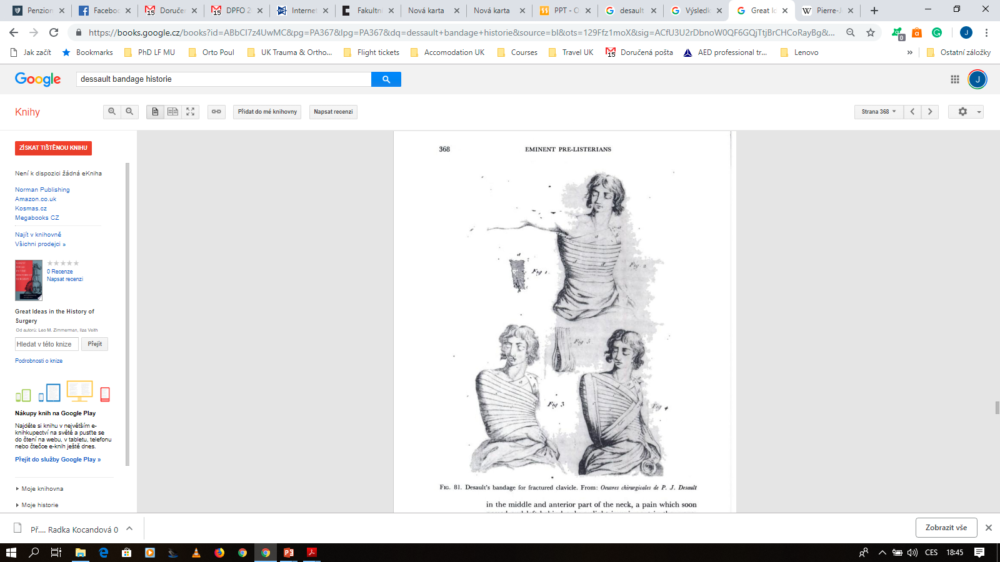 Penzion
Facebo
Doručer
DPFO 2
Internet
Fakultní
Nová karta
Nová karta
PPT - O
desault
Výsledk
Great Id
Pierre-J
https://books.google.cz/books?id=ABbCI7z4UwMC&pg=PA367&lpg=PA367&dq=dessault+bandage+historie&source=bl&ots=129Ffz1moX&sig=ACfU3U2rDbnoW0QF6GQjTtjBrCHCoRayBg&...
0
J
Jak začít
Bookmarks
PhD LF MU
Orto Poul
UK Trauma & Ortho...
Flight tickets
Accomodation UK
Courses
Travel UK
15
Doručená pošta
AED professional tr...
Lenovo
»
Ostatní záložky
Google
dessault bandage historie
J
Knihy
Přidat do mé knihovny
Napsat recenzi
Strana 368
ZÍSKAT TIŠTĚNOU KNIHU
Není k dispozici žádná eKniha
Norman Publishing
Amazon.co.uk
Kosmas.cz
Megabooks CZ
Najít v knihovně
Všichni prodejci »
0 Recenze
Napsat recenzi
Great Ideas in the History of
Surgery
Od autorů: Leo M. Zimmerman, Ilza Veith
Hledat v této knize
Přejít
Podrobnosti o knize
Nákupy knih na Google Play
Najděte si knihu v největším e-
knihkupectví na světě a pusťte se
do čtení na webu, v tabletu, telefonu
nebo čtečce e-knih ještě dnes.
Přejít do služby Google Play »
Moje knihovna
Moje historie
368
EMINENT PRE-LISTERIANS
Fig 1.
Fig. 2
Fig. 5
Fig 3
Fig 4
FIG. 81. Desault's bandage for fractured clavicle. From: Oeuvres chirurgicales de P. J. Desault
in the middle and anterior part of the neck, a pain which soon
Př.... Radka Kocandová 0
Zobrazit vše
CES
18:45